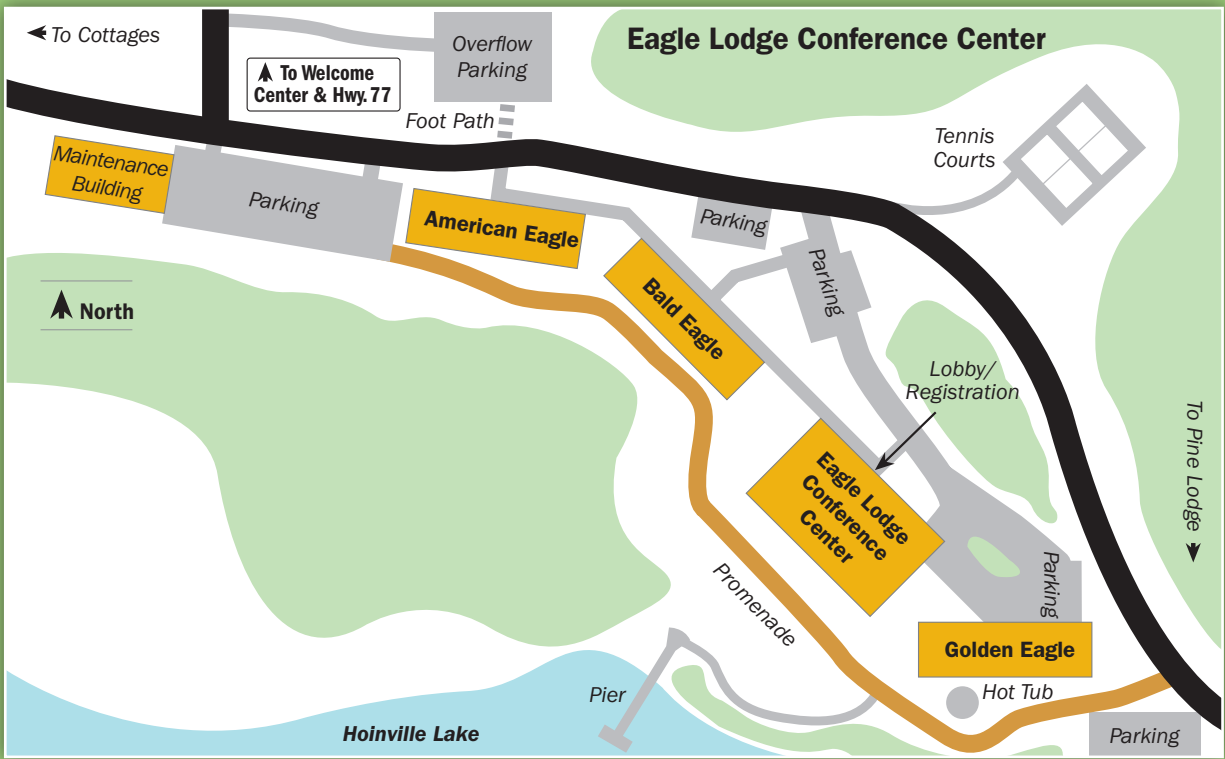 Eagle Lodge Conference Center
To Cottages
Overflow
Parking
To Welcome
Center & Hwy. 77
Foot Path
Tennis
Courts
Maintenance
Building
Parking
American Eagle
Parking
Parking
Bald Eagle
North
Lobby/
Registration
To Pine Lodge
Eagle Lodge
Conference
Center
Parking
Promenade
Golden Eagle
Hot Tub
Pier
Parking
Hoinville Lake